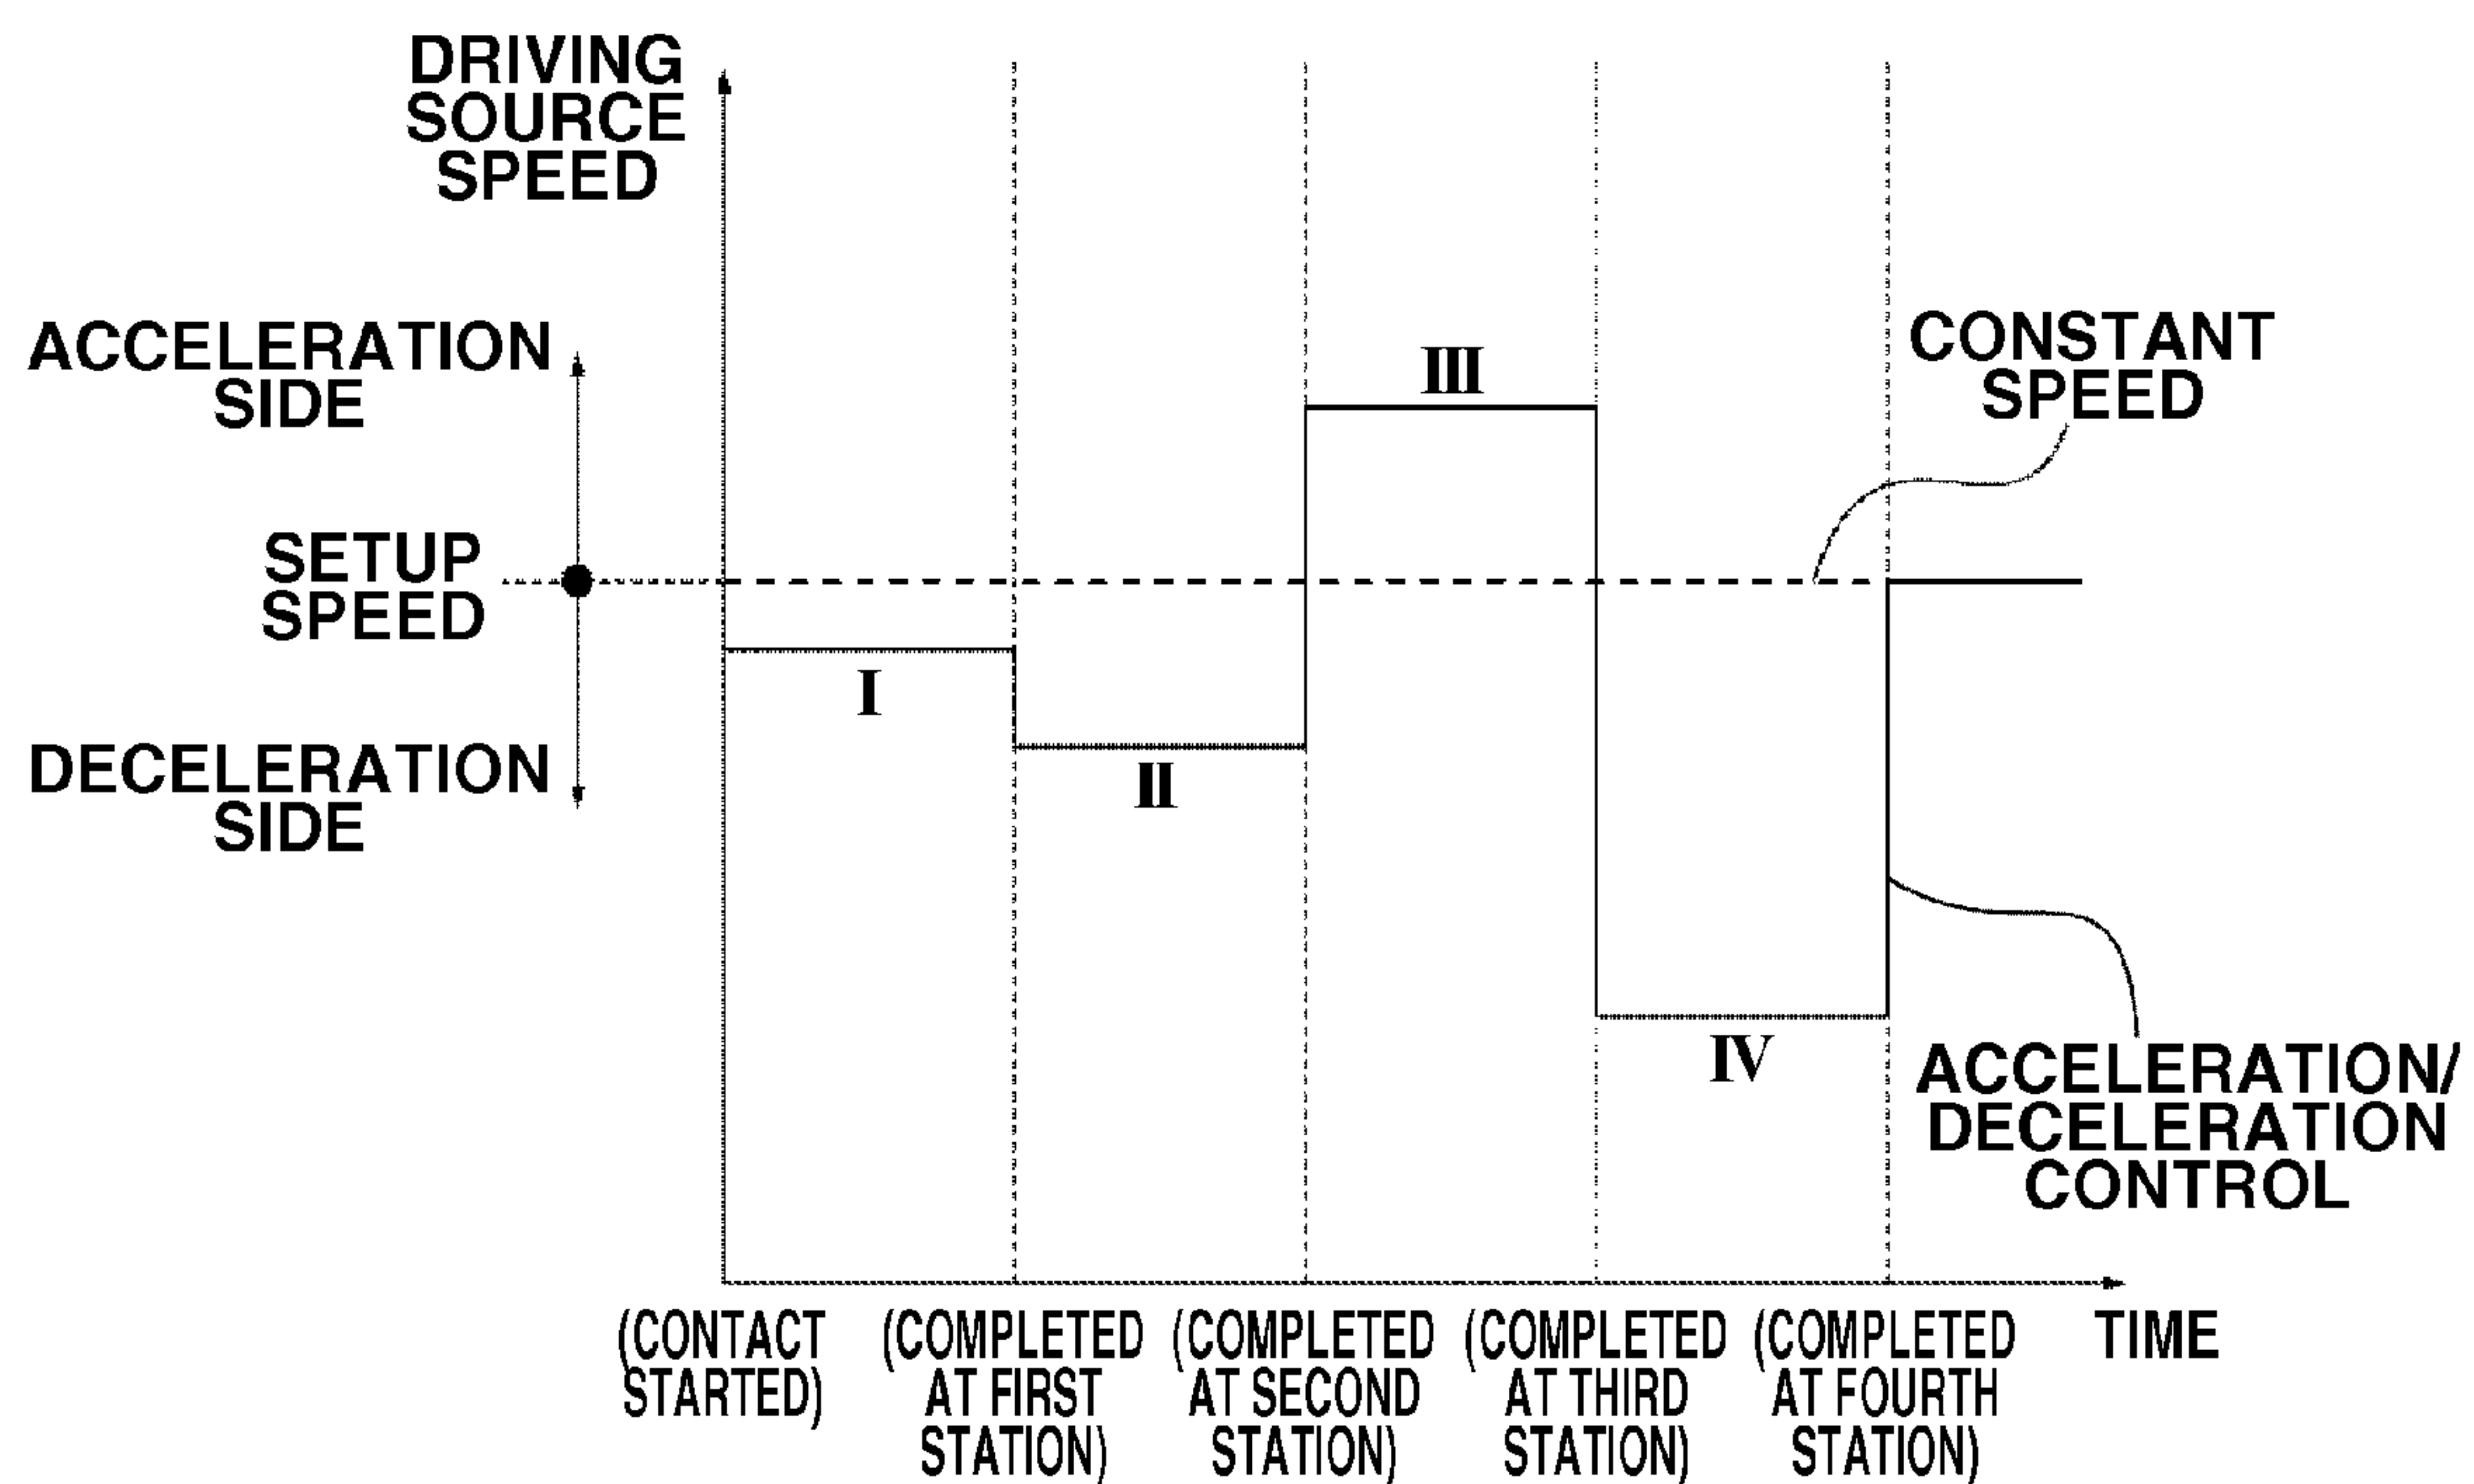 DRIVING
SOURCE
SPEED
ACCELERATION
SIDE
SETUP
SPEED
DECELERATION
SIDE
I
II
III
IV
CONSTANT
SPEED
ACCELERATION/
DECELERATION
CONTROL
(CONTACT
STARTED)
(COMPLETED
AT FIRST
STATION)
(COMPLETED
AT SECOND
STATION)
(COMPLETED
AT THIRD
STATION)
(COMPLETED
AT FOURTH
STATION)
TIME